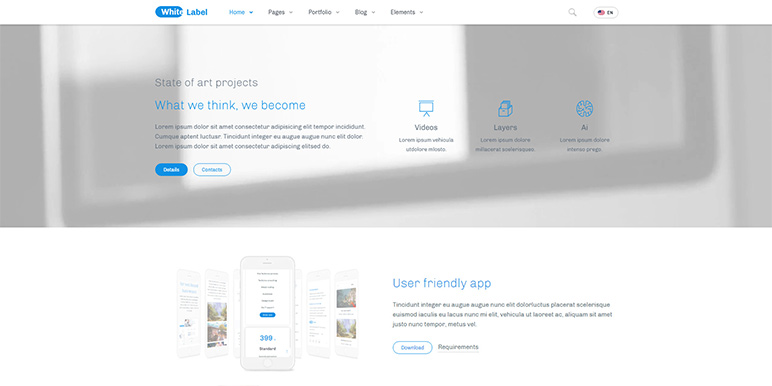 White Label
Home Pages Portfolio Blog Elements
EN
State of art projects
What we think, we become
Lorem ipsum dolor sit amet consectetur adipisicing elit tempor incididunt.
Cumque aptent luctuar. Tincidunt integer eu augue augue nunc elit dolor.
Lorem ipsum dolor sit amet consectetur adipisicing elitsed do.
Details Contacts
Videos
Lorem ipsum vehicula
utdolore mlosto.
Layers
Lorem ipsum dolore
millacerat scelerisques.
Ai
Lorem ipsum dolore
interso prego.
399
Standard
User friendly app
Tincidunt integer eu augue augue nunc elit dolorluctus placerat scelerisque
euismod iaculis eu lacus nunc mi elit, vehicula ut laoreet ac, aliquam sit amet
justo nunc tempor, metus vel.
Download Requirements